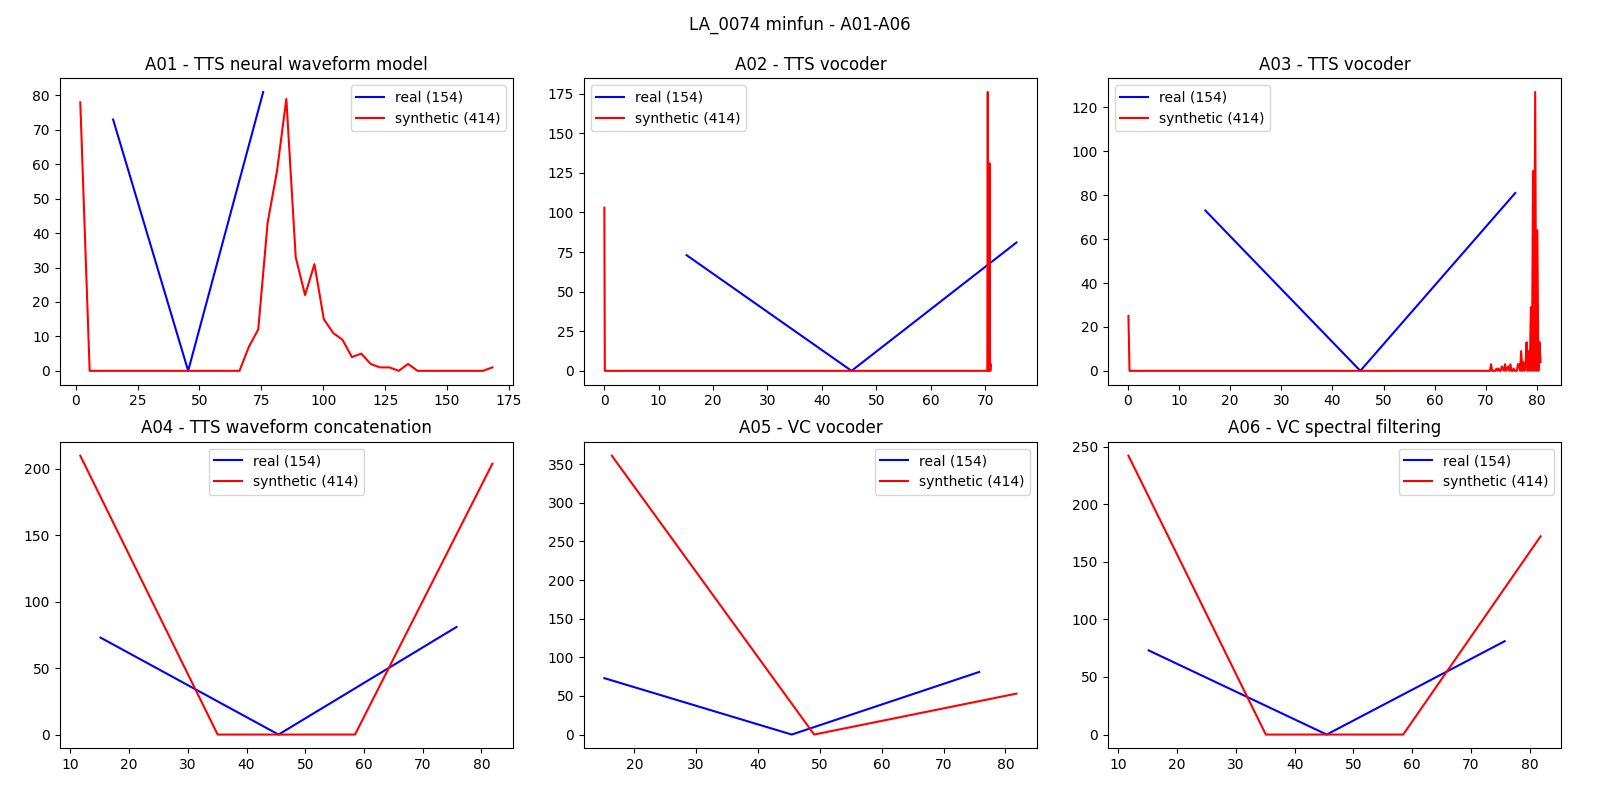 LA_0074 minfun - A01-A06
A01 - TTS neural waveform model
80
70
60
50
40
30
20
10
0
real (154)
synthetic (414)
0 25 50 75 100 125 150 175
A02 - TTS vocoder
175
150
125
100
75
50
25
0
real (154)
synthetic (414)
0 10 20 30 40 50 60 70
A03 - TTS vocoder
120
100
80
60
40
20
0
real (154)
synthetic (414)
0 10 20 30 40 50 60 70 80
A04 - TTS waveform concatenation
200
150
100
50
0
real (154)
synthetic (414)
10 20 30 40 50 60 70 80
A05 - VC vocoder
350
300
250
200
150
100
50
0
real (154)
synthetic (414)
20 30 40 50 60 70 80
A06 - VC spectral filtering
250
200
150
100
50
0
real (154)
synthetic (414)
10 20 30 40 50 60 70 80